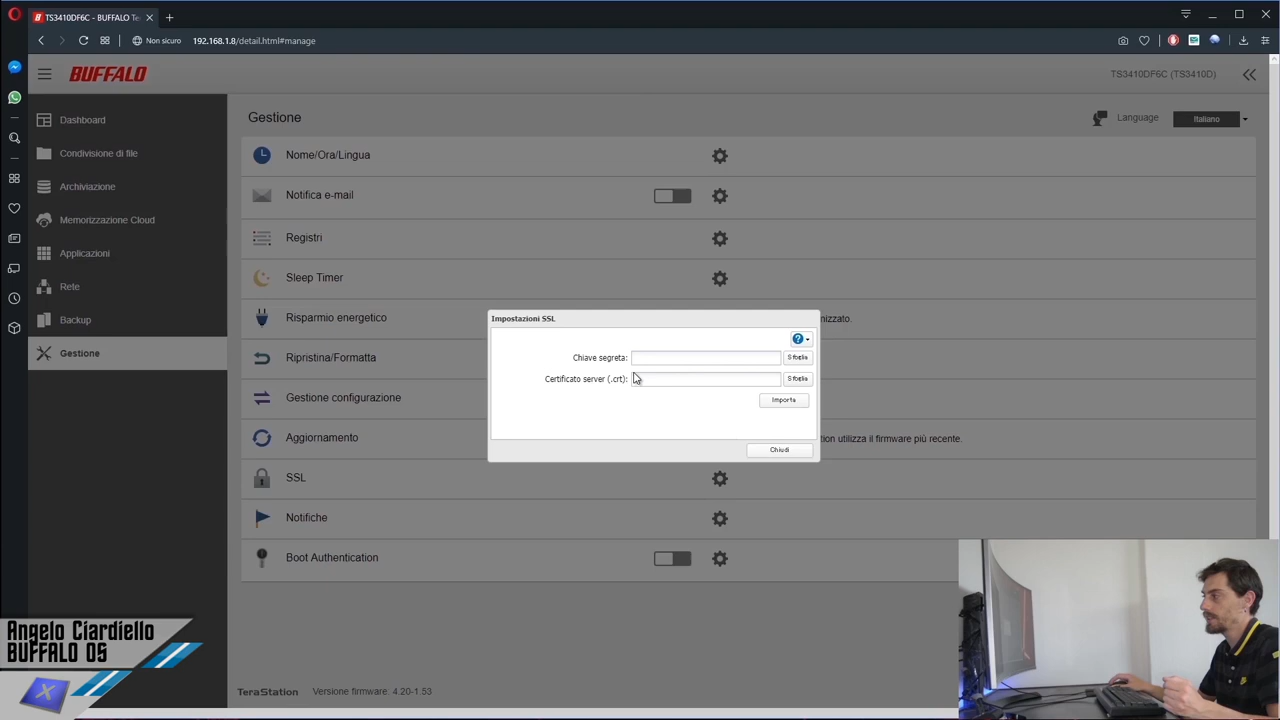 TS3410DF6C - BUFFALO Te
Non sicuro
192.168.1.8/detail.html#manage
BUFFALO
TS3410DF6C (TS3410D)
Dashboard
Condivisione di file
Archiviazione
Memorizzazione Cloud
Applicazioni
Rete
Backup
Gestione
Gestione
Language
Italiano
Nome/Ora/Lingua
Notifica e-mail
Registri
Sleep Timer
Risparmio energetico
nizzato.
Ripristina/Formatta
Gestione configurazione
Aggiornamento
tion utilizza il firmware più recente.
SSL
Notifiche
Boot Authentication
Impostazioni SSL
Chiave segreta:
Sfoglia
Certificato server (.crt):
Sfoglia
Importa
Chiudi
TeraStation
Versione firmware: 4.20-1.53
Angelo Ciardiello
BUFFALO OS